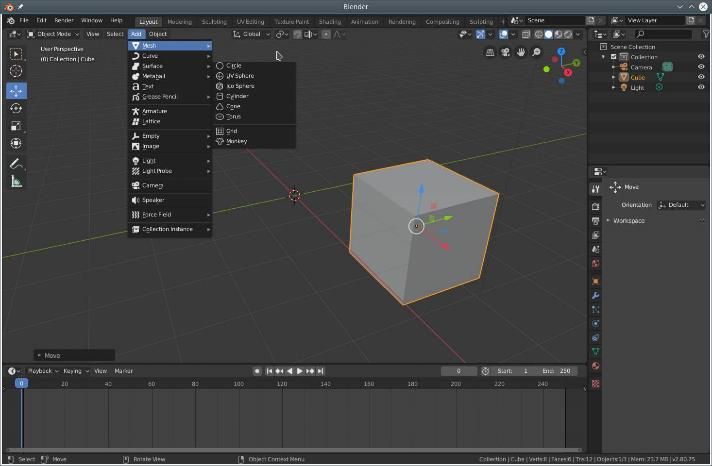 Blender
File Edit Render Window Help Layout Modeling Sculpting UV Editing Texture Paint Shading Animation Rendering Compositing Scripting Scene View Layer
Object Mode View Select Add Object Global
User Perspective
(0) Collection | Cube
Mesh
Curve
Surface
Metaball
Text
Grease Pencil
Armature
Lattice
Empty
Image
Light
Light Probe
Camera
Speaker
Force Field
Collection Instance
Circle
UV Sphere
Ico Sphere
Cylinder
Cone
Torus
Grid
Monkey
Z
Scene Collection
Collection
Camera
Cube
Light
Move
Orientation: Default
Workspace
Move
Playback Keying View Marker 0 Start: 1 End: 250
0 20 40 60 80 100 120 140 160 180 200 220 240
Select Move Rotate View Object Context Menu Collection | Cube | Verts:8 | Faces:6 | Tris:12 | Objects:1/3 | Mem: 23.7 MB | v2.80.75